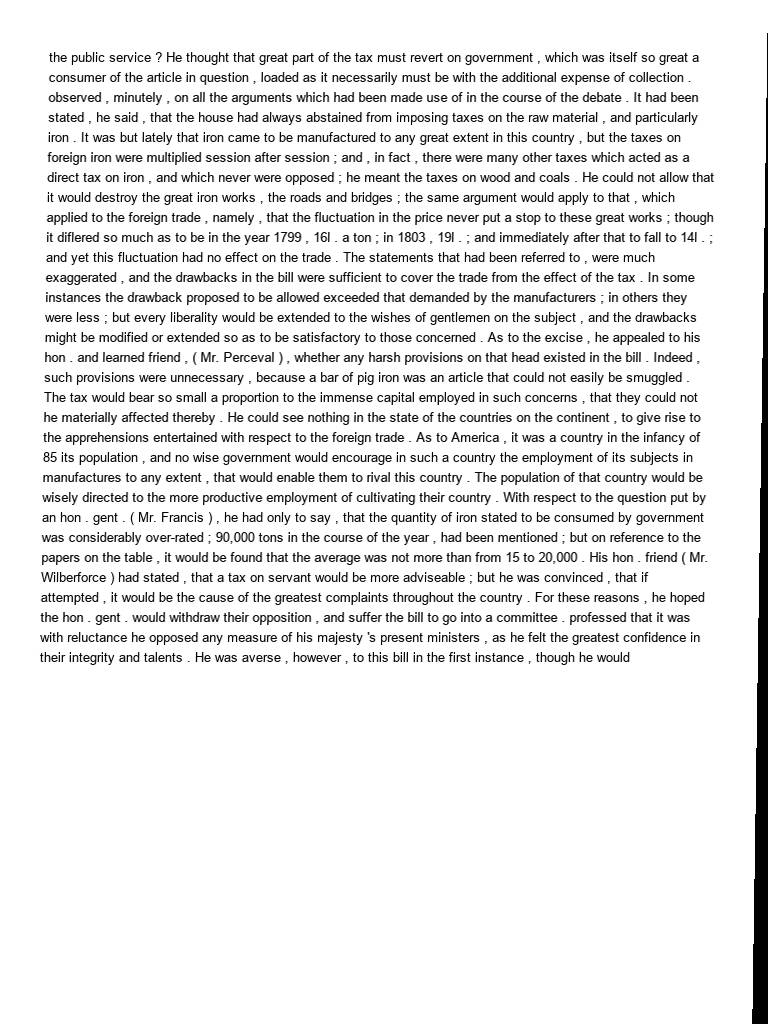 the public service ? He thought that great part of the tax must revert on government , which was itself so great a
consumer of the article in question , loaded as it necessarily must be with the additional expense of collection .
observed , minutely , on all the arguments which had been made use of in the course of the debate . It had been
stated , he said , that the house had always abstained from imposing taxes on the raw material , and particularly
iron . It was but lately that iron came to be manufactured to any great extent in this country , but the taxes on
foreign iron were multiplied session after session ; and , in fact , there were many other taxes which acted as a
direct tax on iron , and which never were opposed ; he meant the taxes on wood and coals . He could not allow that
it would destroy the great iron works , the roads and bridges ; the same argument would apply to that , which
applied to the foreign trade , namely , that the fluctuation in the price never put a stop to these great works ; though
it diflered so much as to be in the year 1799 , 16l . a ton ; in 1803 , 19l . ; and immediately after that to fall to 14l . ;
and yet this fluctuation had no effect on the trade . The statements that had been referred to , were much
exaggerated , and the drawbacks in the bill were sufficient to cover the trade from the effect of the tax . In some
instances the drawback proposed to be allowed exceeded that demanded by the manufacturers ; in others they
were less ; but every liberality would be extended to the wishes of gentlemen on the subject , and the drawbacks
might be modified or extended so as to be satisfactory to those concerned . As to the excise , he appealed to his
hon . and learned friend , ( Mr. Perceval ) , whether any harsh provisions on that head existed in the bill . Indeed ,
such provisions were unnecessary , because a bar of pig iron was an article that could not easily be smuggled .
The tax would bear so small a proportion to the immense capital employed in such concerns , that they could not
he materially affected thereby . He could see nothing in the state of the countries on the continent , to give rise to
the apprehensions entertained with respect to the foreign trade . As to America , it was a country in the infancy of
85 its population , and no wise government would encourage in such a country the employment of its subjects in
manufactures to any extent , that would enable them to rival this country . The population of that country would be
wisely directed to the more productive employment of cultivating their country . With respect to the question put by
an hon . gent . ( Mr. Francis ) , he had only to say , that the quantity of iron stated to be consumed by government
was considerably over-rated ; 90,000 tons in the course of the year , had been mentioned ; but on reference to the
papers on the table , it would be found that the average was not more than from 15 to 20,000 . His hon . friend ( Mr.
Wilberforce ) had stated , that a tax on servant would be more adviseable ; but he was convinced , that if
attempted , it would be the cause of the greatest complaints throughout the country . For these reasons , he hoped
the hon . gent . would withdraw their opposition , and suffer the bill to go into a committee . professed that it was
with reluctance he opposed any measure of his majesty 's present ministers , as he felt the greatest confidence in
their integrity and talents . He was averse , however , to this bill in the first instance , though he would